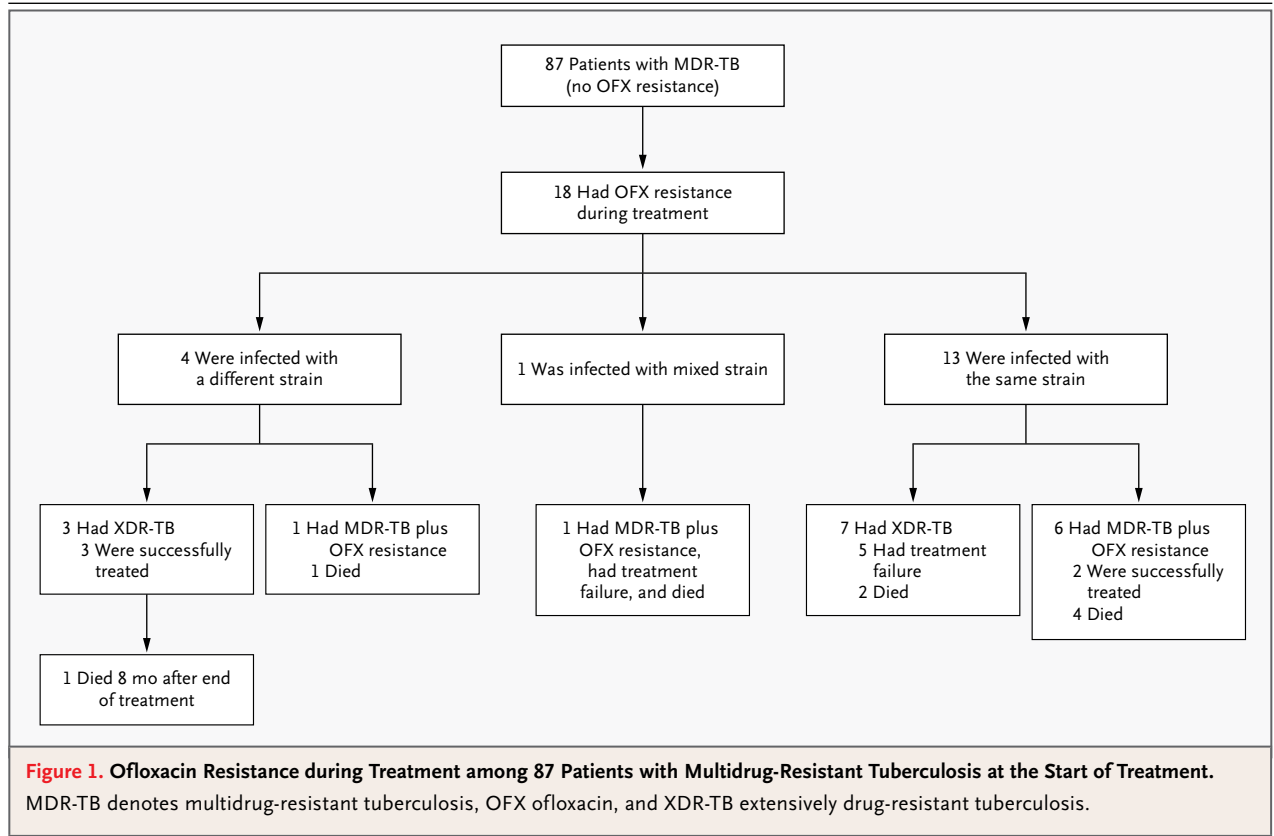 87 Patients with MDR-TB
(no OFX resistance)
18 Had OFX resistance
during treatment
4 Were infected with
a different strain
1 Was infected with mixed strain
13 Were infected with
the same strain
3 Had XDR-TB
3 Were successfully
treated
1 Had MDR-TB plus
OFX resistance
1 Died
1 Had MDR-TB plus
OFX resistance,
had treatment
failure, and died
7 Had XDR-TB
5 Had treatment
failure
2 Died
6 Had MDR-TB plus
OFX resistance
2 Were successfully
treated
4 Died
1 Died 8 mo after end
of treatment
Figure 1. Ofloxacin Resistance during Treatment among 87 Patients with Multidrug-Resistant Tuberculosis at the Start of Treatment.
MDR-TB denotes multidrug-resistant tuberculosis, OFX ofloxacin, and XDR-TB extensively drug-resistant tuberculosis.